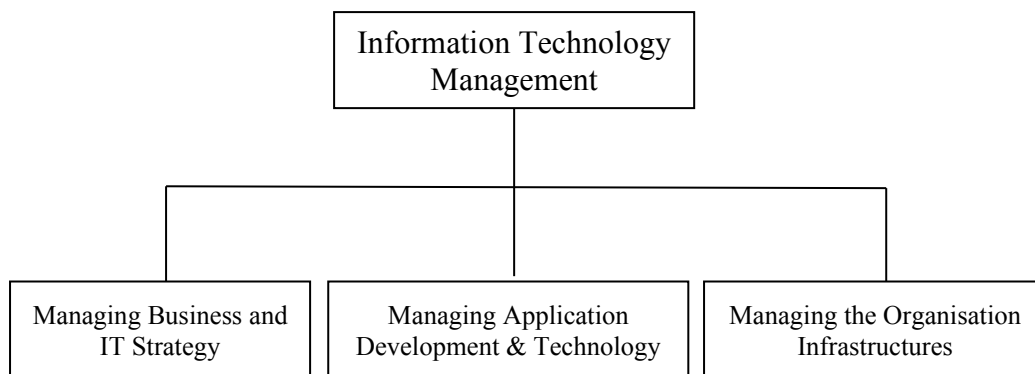 Information Technology
Management
Managing Business and
IT Strategy
Managing Application
Development & Technology
Managing the Organisation
Infrastructures